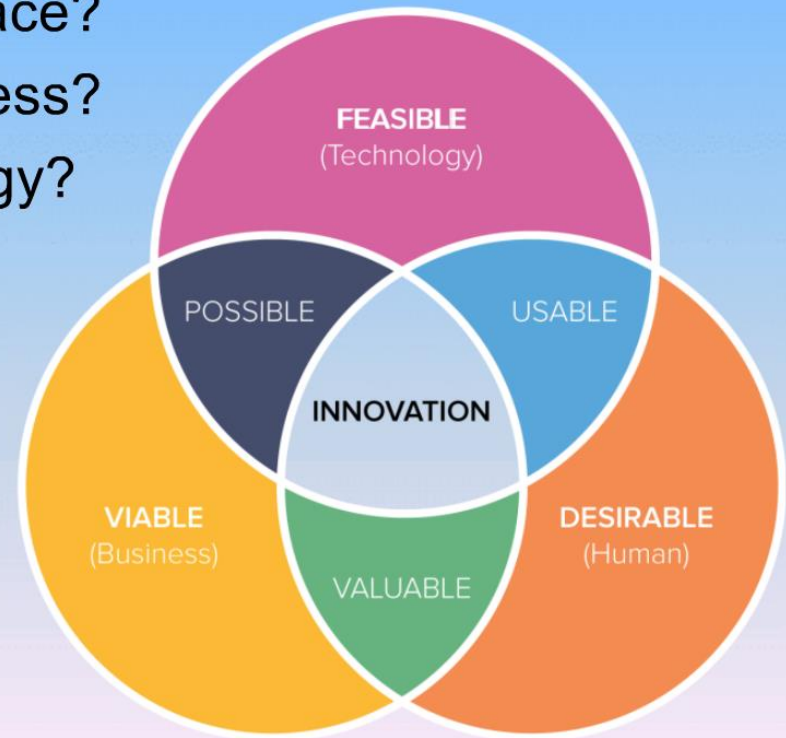 ace?
ess?
gy?
FEASIBLE
(Technology)
POSSIBLE
USABLE
INNOVATION
VIABLE
(Business)
DESIRABLE
(Human)
VALUABLE